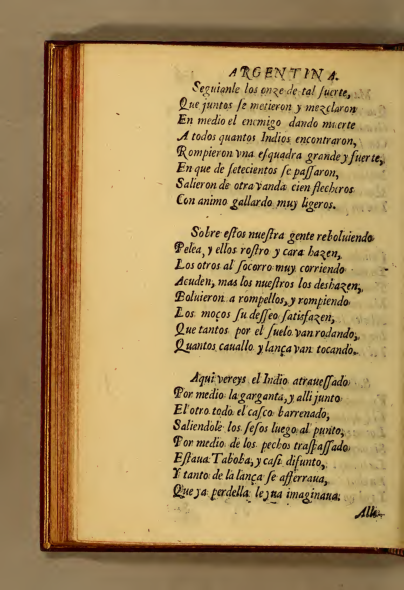 ARGENTINA.
Seguianle los onze de tal ſuerte,
Que juntos ſe metieron y mezclaron
En medio el enemigo dando muerte
A todos quantos Indios encontraron,
Rompieron vna eſquadra grande y fuerte,
En que de ſetecientos ſe paſſaron,
Salieron de otra vanda cien flecheros
Con animo gallardo muy ligeros.

Sobre eſtos nueſtra gente reboluiendo
Pelea, y ellos roſtro y cara hazen,
Los otros al ſocorro muy corriendo
Acuden, mas los nueſtros los deshazen,
Boluieron a rompellos, y rompiendo
Los moços ſu deſſeo ſatisfazen,
Que tantos por el ſuelo van rodando,
Quantos cauallo y lança van tocando.

Aqui vereys el Indio atraueſſado
Por medio la garganta, y alli junto
El otro todo el caſco barrenado,
Saliendole los ſeſos luego al punto,
Por medio de los pechos traſpaſſado
Eſtaua Taboba, y caſi difunto,
Y tanto de la lança ſe afferraua,
Que ya perdella le yua imaginaua.